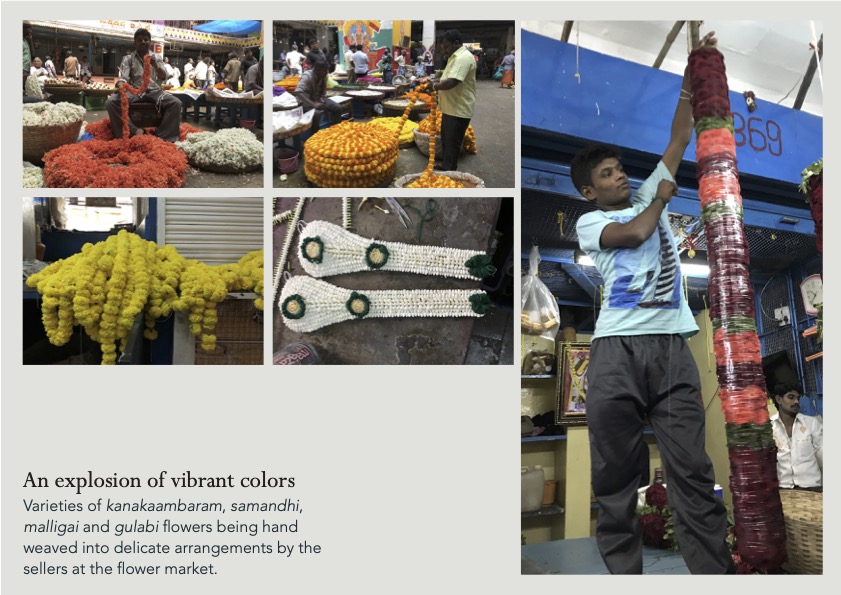 369
An explosion of vibrant colors
Varieties of kanakaambaram, samandhi,
malligai and gulabi flowers being hand
weaved into delicate arrangements by the
sellers at the flower market.